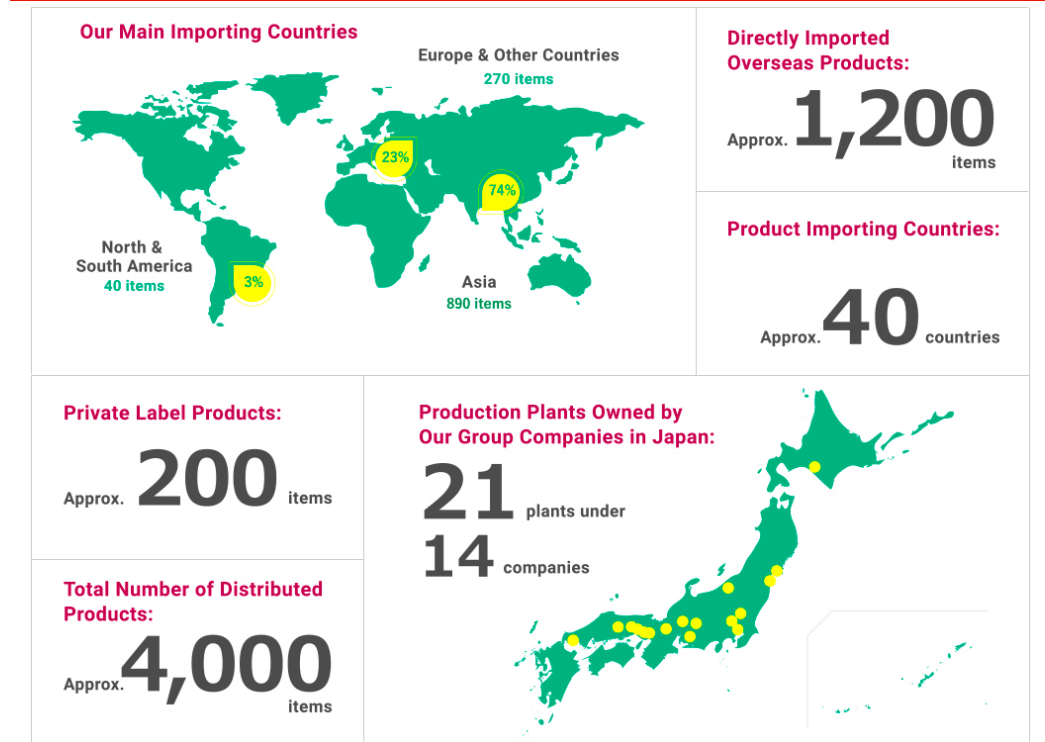 Our Main Importing Countries
Europe & Other Countries
270 items
23%
74%
North &
South America
40 items
3%
Asia
890 items
Directly Imported
Overseas Products:
Approx. 1,200
items
Product Importing Countries:
Approx. 40 countries
Private Label Products:
Approx. 200 items
Total Number of Distributed
Products:
Approx. 4,000
items
Production Plants Owned by
Our Group Companies in Japan:
21 plants under
14 companies